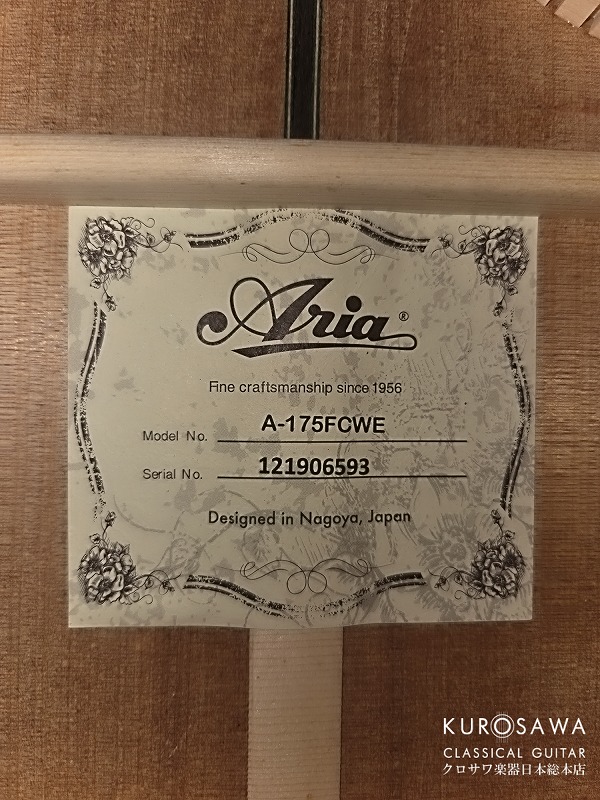 Aria®
Fine craftsmanship since 1956
Model No. A-175FCWE
Serial No. 121906593
Designed in Nagoya, Japan
KUROSAWA
CLASSICAL GUITAR
クロサワ楽器日本総本店